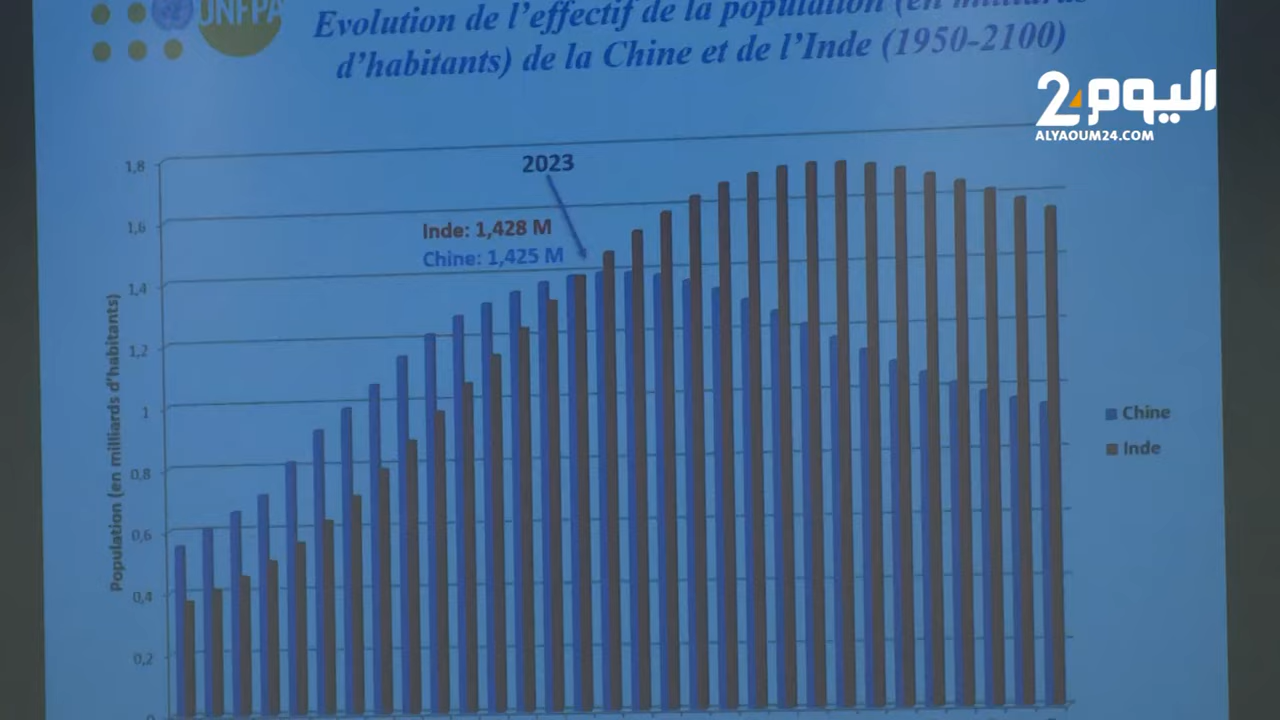 UNFPA
Evolution de l'effectif de la population (en milliards
d'habitants) de la Chine et de l'Inde (1950-2100)
اليوم24
ALYAOUM24.COM
2023
Inde: 1,428 M
Chine: 1,425 M
Population (en milliards d'habitants)
1,8
1,6
1,4
1,2
1
0,8
0,6
0,4
0,2
0
Chine
Inde